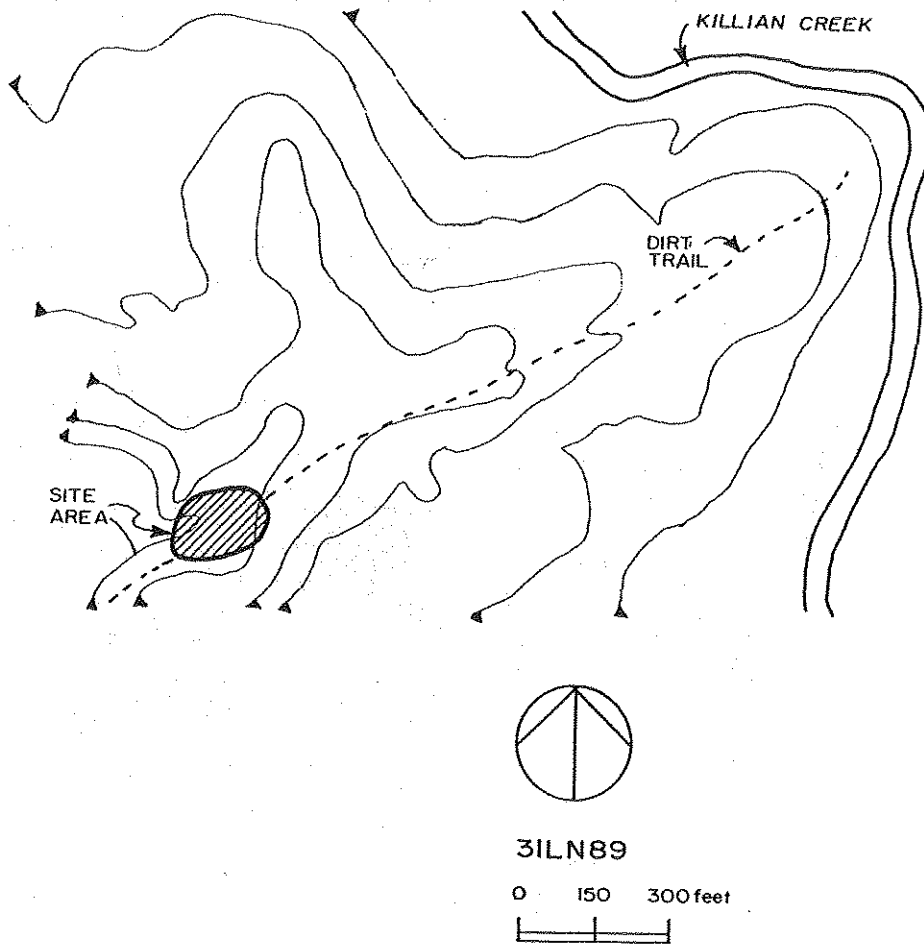 KILLIAN CREEK
DIRT
TRAIL
SITE
AREA
31LN89
0 150 300 feet